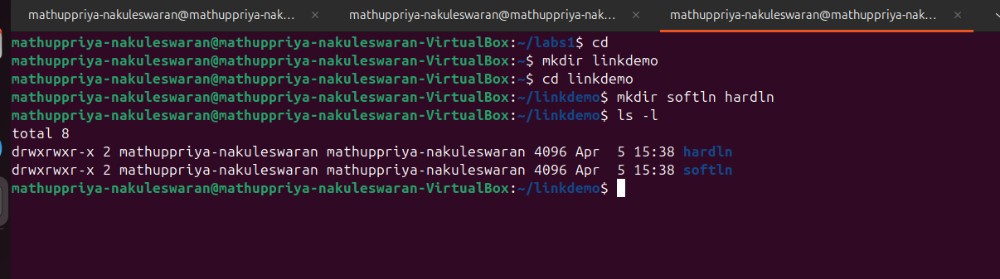 mathuppriya-nakuleswaran@mathuppriya-nak... × mathuppriya-nakuleswaran@mathuppriya-nak... × mathuppriya-nakuleswaran@mathuppriya-nak... ×
mathuppriya-nakuleswaran@mathuppriya-nakuleswaran-VirtualBox:~/labs1$ cd
mathuppriya-nakuleswaran@mathuppriya-nakuleswaran-VirtualBox:~$ mkdir linkdemo
mathuppriya-nakuleswaran@mathuppriya-nakuleswaran-VirtualBox:~$ cd linkdemo
mathuppriya-nakuleswaran@mathuppriya-nakuleswaran-VirtualBox:~/linkdemo$ mkdir softln hardln
mathuppriya-nakuleswaran@mathuppriya-nakuleswaran-VirtualBox:~/linkdemo$ ls -l
total 8
drwxrwxr-x 2 mathuppriya-nakuleswaran mathuppriya-nakuleswaran 4096 Apr  5 15:38 hardln
drwxrwxr-x 2 mathuppriya-nakuleswaran mathuppriya-nakuleswaran 4096 Apr  5 15:38 softln
mathuppriya-nakuleswaran@mathuppriya-nakuleswaran-VirtualBox:~/linkdemo$